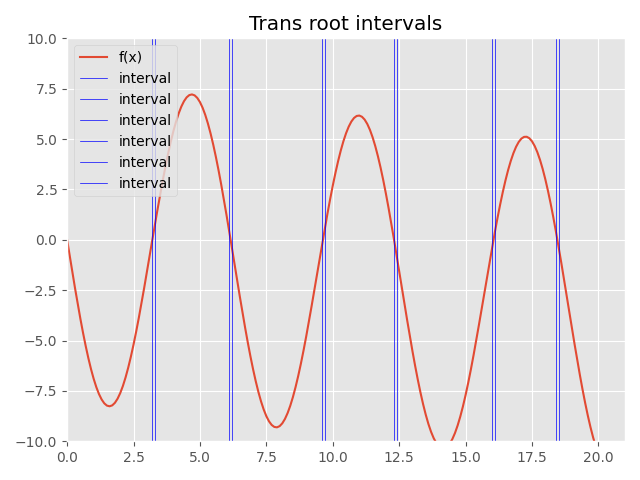 Trans root intervals
10.0
7.5
5.0
2.5
0.0
−2.5
−5.0
−7.5
−10.0
f(x)
interval
interval
interval
interval
interval
interval
0.0 2.5 5.0 7.5 10.0 12.5 15.0 17.5 20.0